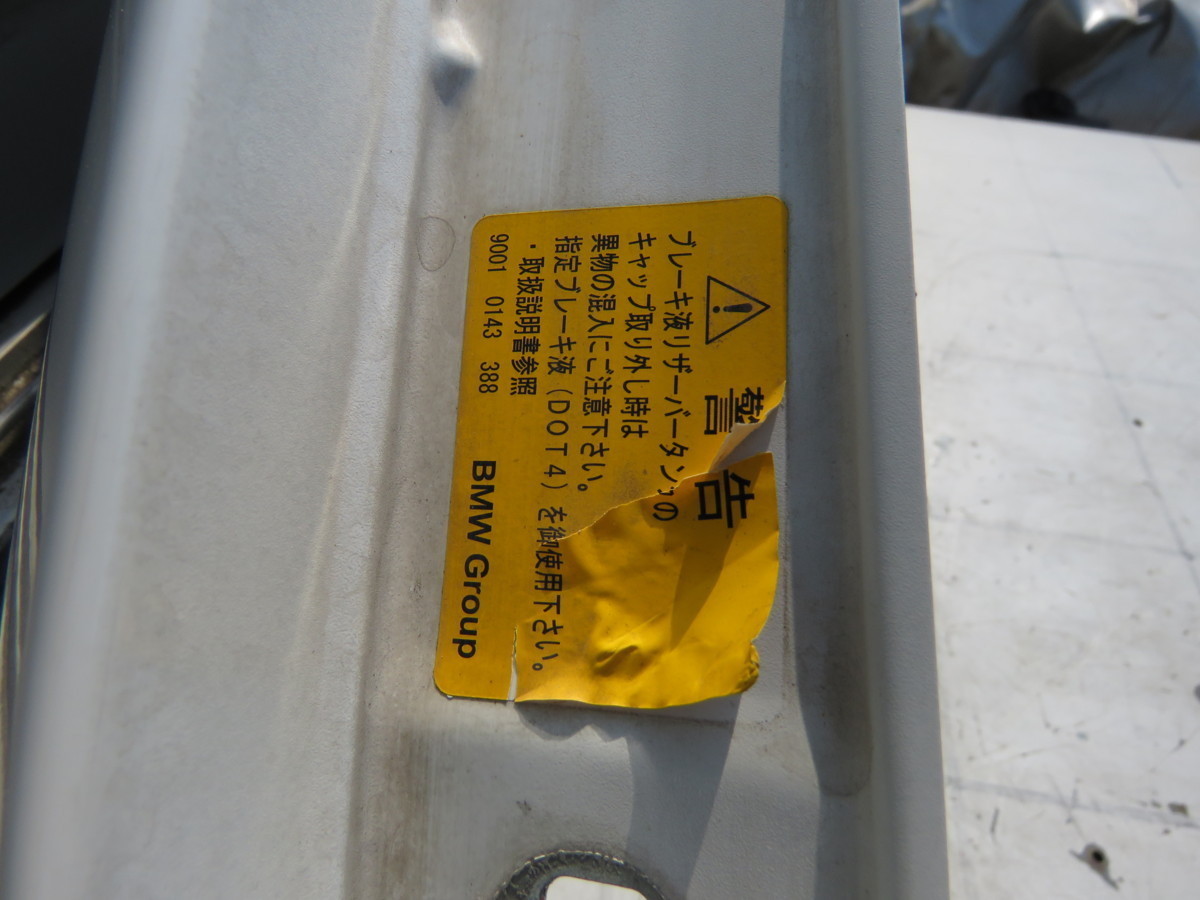 警告
ブレーキ液リザーバータンクの
キャップ取り外し時は
異物の混入にご注意下さい。
指定ブレーキ液(DOT4)を御使用下さい。
・取扱説明書参照
9001 0143 388 BMW Group